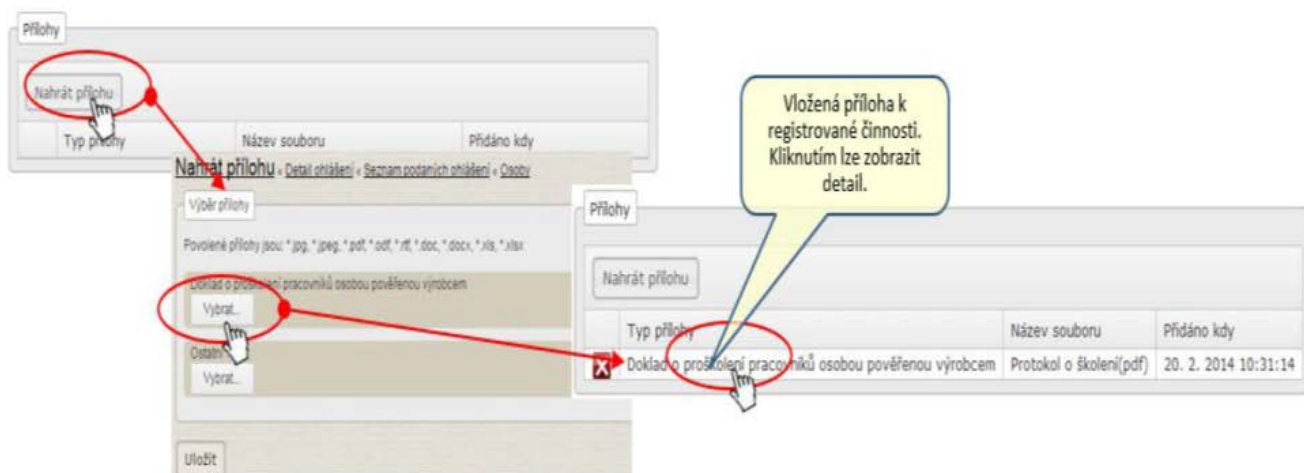 Přílohy
Nahrát přílohu
Typ přílohy Název souboru Přidáno kdy
Nahrát přílohu « Detail ohlášení « Seznam podaných ohlášení « Osoby
Výběr přílohy
Povolené přílohy jsou: *.jpg, *.jpeg, *.pdf, *.odf, *.rtf, *.doc, *.docx, *.xls, *.xlsx
Doklad o proškolení pracovníků osobou pověřenou výrobcem
Vybrat...
Ostatní
Vybrat...
Uložit
Vložená příloha k
registrované činnosti.
Kliknutím lze zobrazit
detail.
Přílohy
Nahrát přílohu
Typ přílohy Název souboru Přidáno kdy
Doklad o proškolení pracovníků osobou pověřenou výrobcem Protokol o školení(pdf) 20. 2. 2014 10:31:14